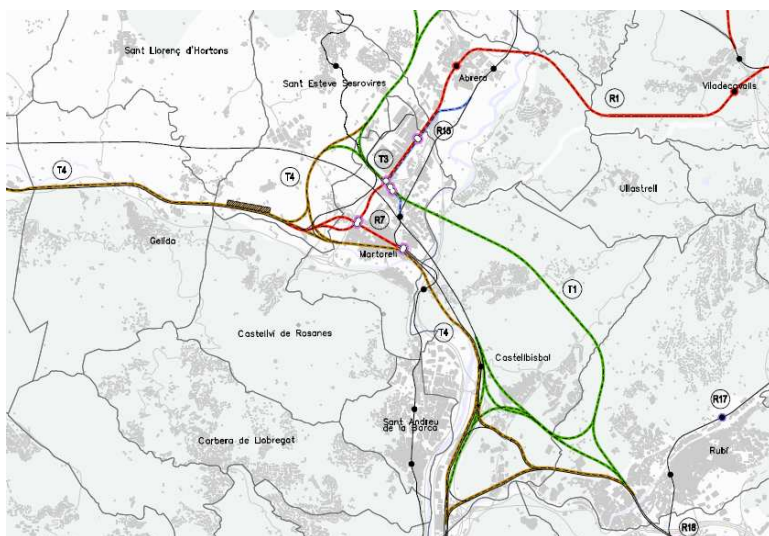 Sant Llorenç d'Hortons
Sant Esteve Sesrovires
Abrera
Viladecavalls
R1
R16
T3
T4
T4
Ullastrell
R7
Gelida
Martorell
T1
Castellví de Rosanes
T4
Castellbisbal
R17
Sant Andreu
de la Barca
Corbera de Llobregat
Rubí
R18